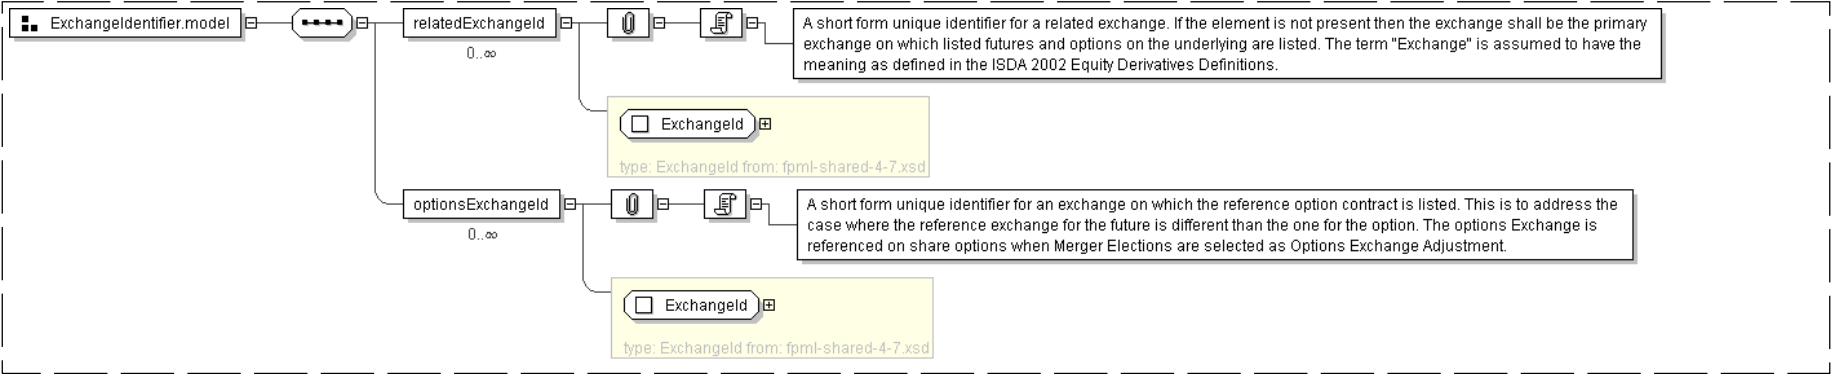 ExchangeIdentifier.model
relatedExchangeId
0..∞
A short form unique identifier for a related exchange. If the element is not present then the exchange shall be the primary
exchange on which listed futures and options on the underlying are listed. The term "Exchange" is assumed to have the
meaning as defined in the ISDA 2002 Equity Derivatives Definitions.
ExchangeId
type: ExchangeId from: fpml-shared-4-7.xsd
optionsExchangeId
0..∞
A short form unique identifier for an exchange on which the reference option contract is listed. This is to address the
case where the reference exchange for the future is different than the one for the option. The options Exchange is
referenced on share options when Merger Elections are selected as Options Exchange Adjustment.
ExchangeId
type: ExchangeId from: fpml-shared-4-7.xsd